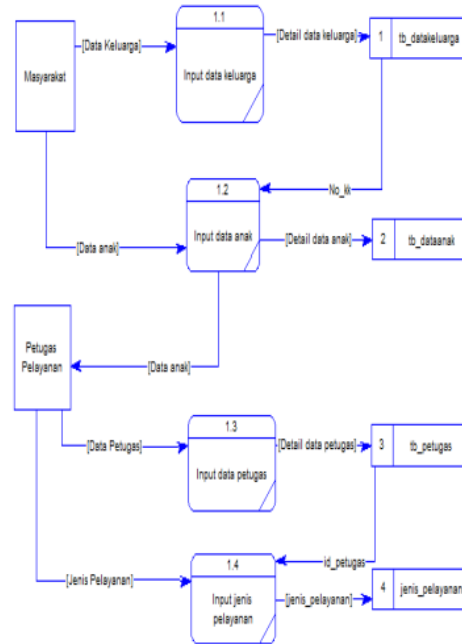 1.1
[Data Keluarga]
[Detail data keluarga]
1
tb_datakeluarga
Masyarakat
Input data keluarga
1.2
No_kk
Input data anak
[Data anak]
[Detail data anak]
2
tb_dataanak
Petugas
Pelayanan
[Data anak]
1.3
[Data Petugas]
[Detail data petugas]
3
tb_petugas
Input data petugas
1.4
id_petugas
[Jenis Pelayanan]
Input jenis
pelayanan
[jenis_pelayanan]
4
jenis_pelayanan